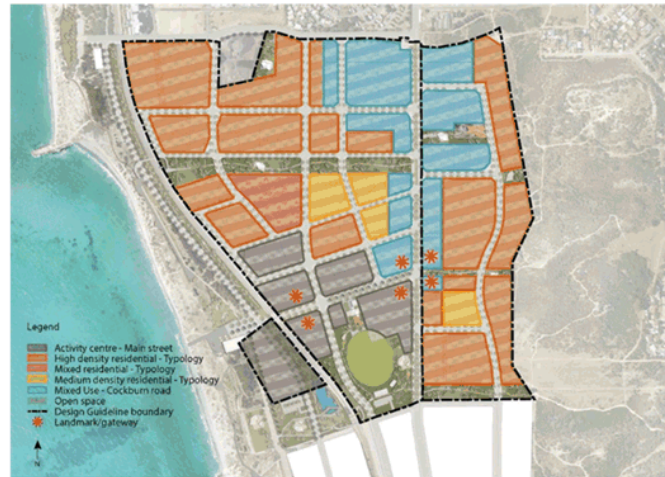 Legend
Activity centre - Main street
High density residential - Typology
Mixed residential - Typology
Medium density residential - Typology
Mixed Use - Cockburn road
Open space
Design Guideline boundary
Landmark/gateway
N